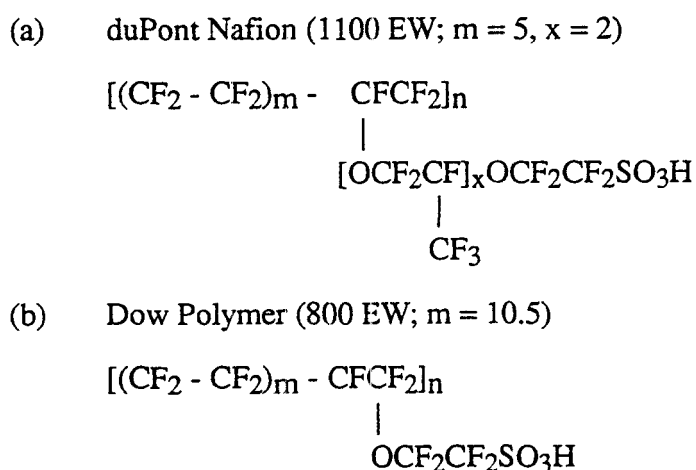 (a) duPont Nafion (1100 EW; m = 5, x = 2)
[(CF2 - CF2)m - CFCF2]n
|
[OCF2CF]xOCF2CF2SO3H
|
CF3
(b) Dow Polymer (800 EW; m = 10.5)
[(CF2 - CF2)m - CFCF2]n
|
OCF2CF2SO3H